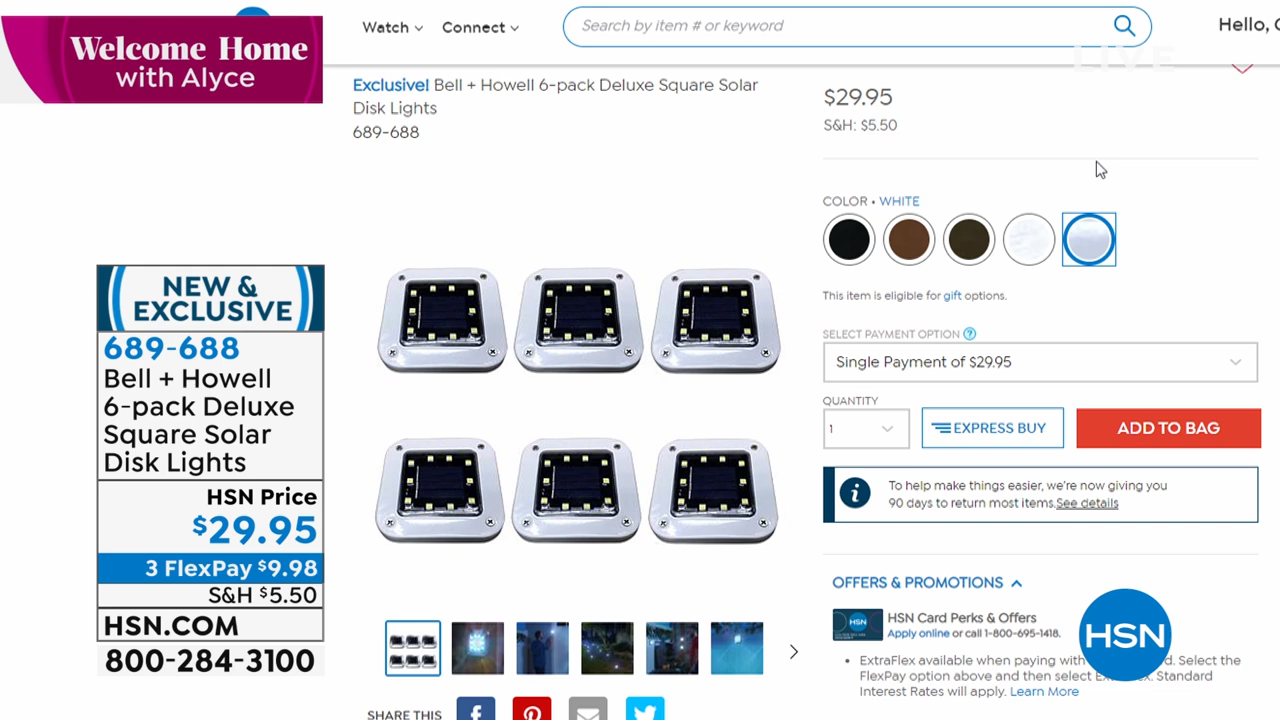 Welcome Home
with Alyce
Watch
Connect
Search by item # or keyword
Hello,
LIVE
Exclusive! Bell + Howell 6-pack Deluxe Square Solar
Disk Lights
689-688
$29.95
S&H: $5.50
COLOR • WHITE
This item is eligible for gift options.
SELECT PAYMENT OPTION ?
Single Payment of $29.95
QUANTITY
1
EXPRESS BUY
ADD TO BAG
To help make things easier, we're now giving you
90 days to return most items. See details
OFFERS & PROMOTIONS
HSN
HSN Card Perks & Offers
Apply online or call 1-800-695-1418.
HSN
• ExtraFlex available when paying with d. Select the
FlexPay option above and then select Standard
Interest Rates will apply. Learn More
SHARE THIS
NEW &
EXCLUSIVE
689-688
Bell + Howell
6-pack Deluxe
Square Solar
Disk Lights
HSN Price
$29.95
3 FlexPay $9.98
S&H $5.50
HSN.COM
800-284-3100